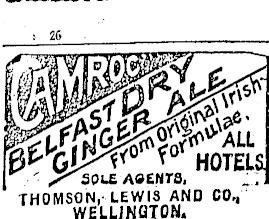 26
CAMROC
BELFAST DRY
GINGER ALE
From Original Irish
Formulae.
ALL
HOTELS.
SOLE AGENTS,
THOMSON, LEWIS AND CO.,
WELLINGTON.